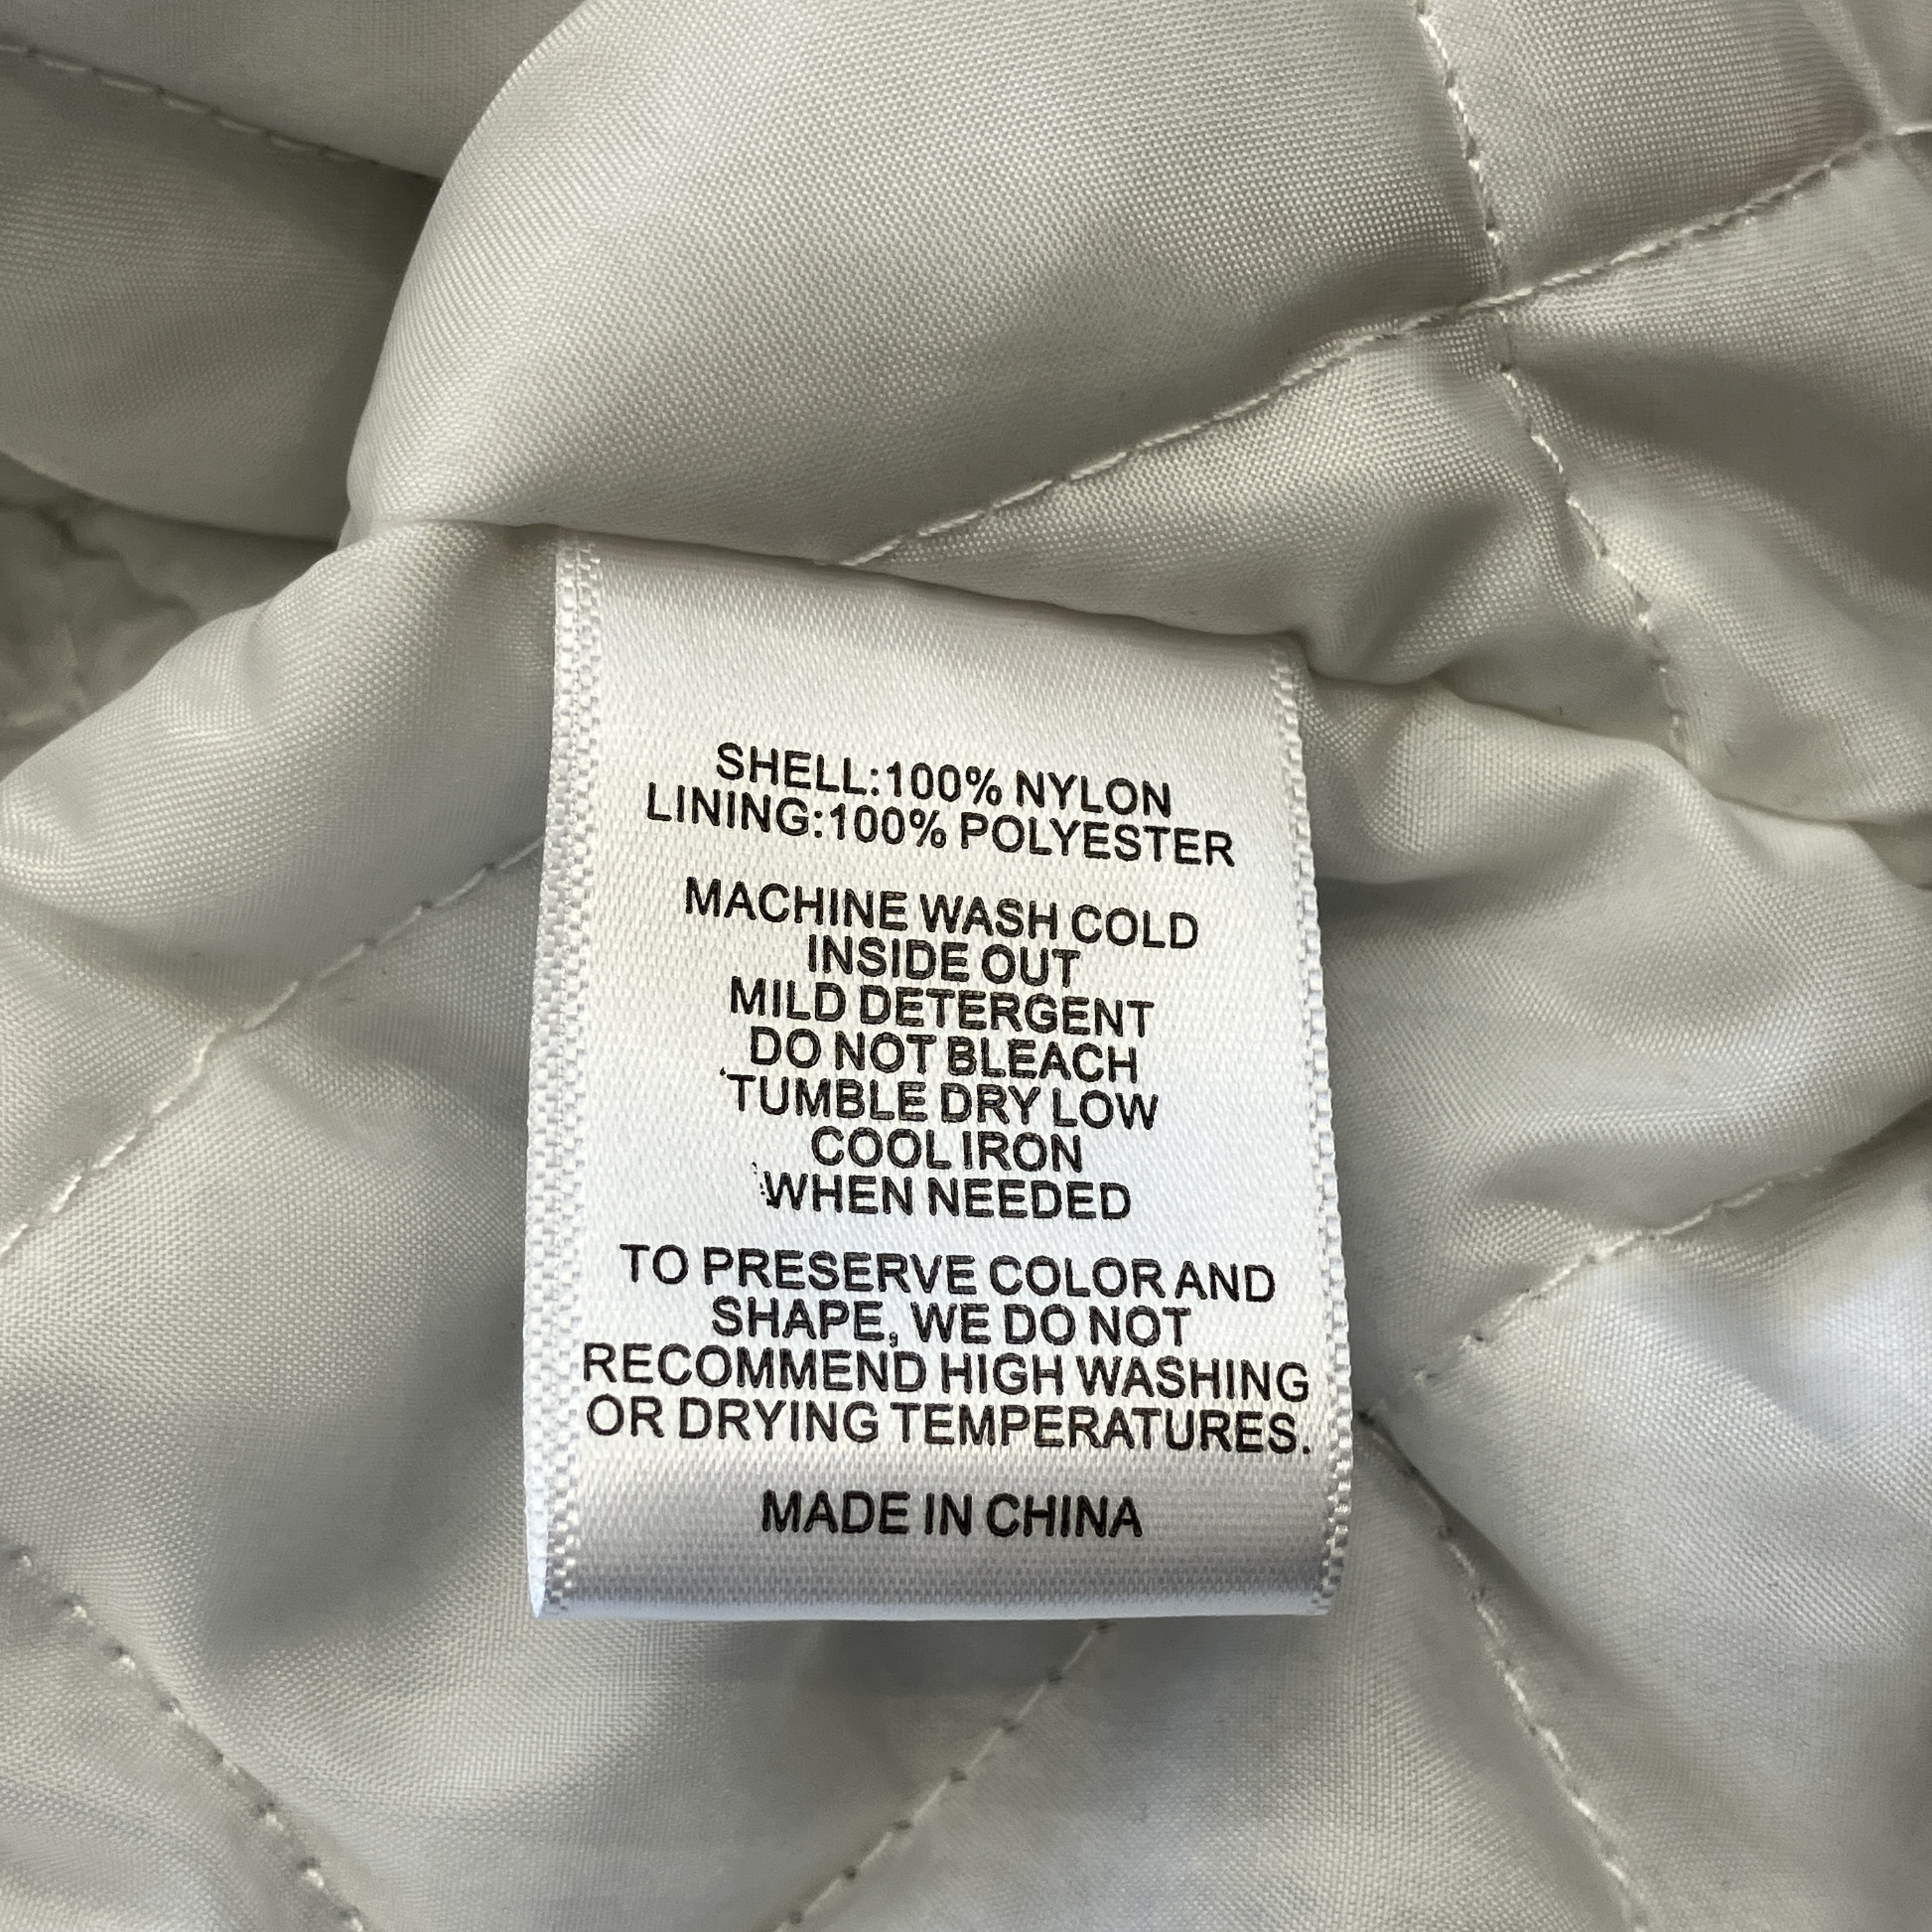 SHELL:100% NYLON
LINING:100% POLYESTER
MACHINE WASH COLD
INSIDE OUT
MILD DETERGENT
DO NOT BLEACH
TUMBLE DRY LOW
COOL IRON
WHEN NEEDED
TO PRESERVE COLOR AND
SHAPE, WE DO NOT
RECOMMEND HIGH WASHING
OR DRYING TEMPERATURES.
MADE IN CHINA